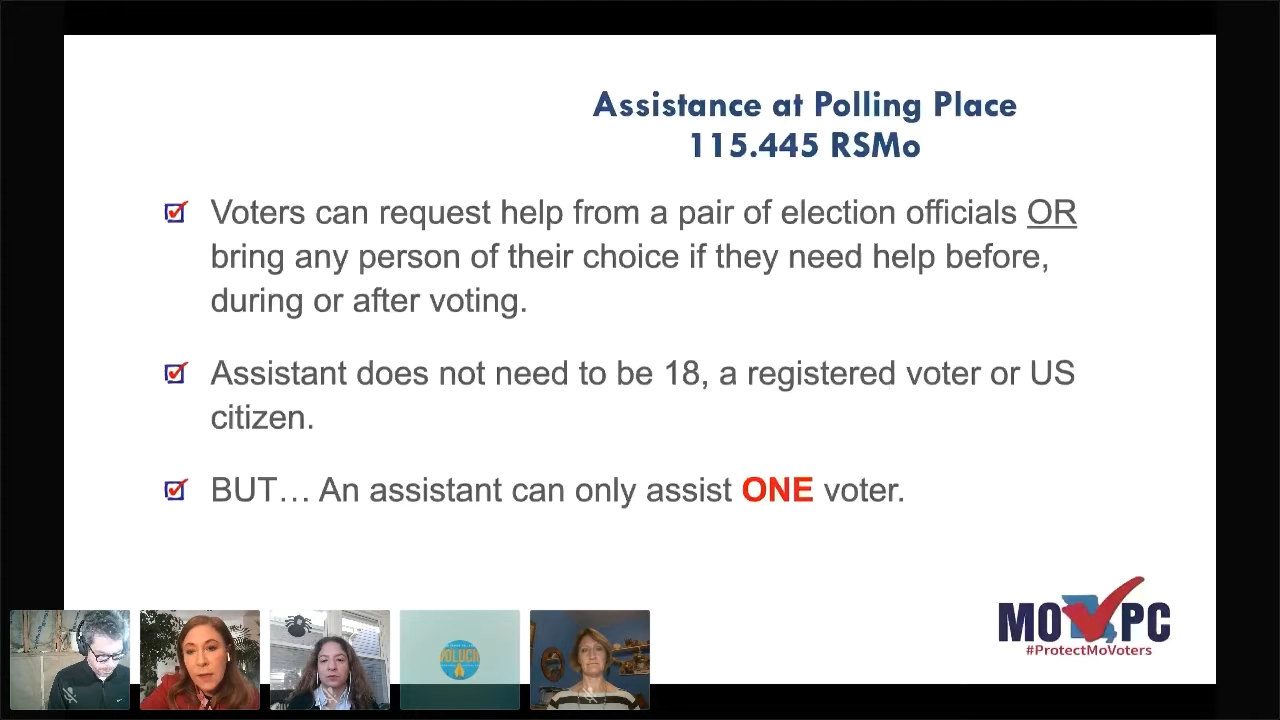 Assistance at Polling Place
115.445 RSMo
Voters can request help from a pair of election officials OR
bring any person of their choice if they need help before,
during or after voting.
Assistant does not need to be 18, a registered voter or US
citizen.
BUT… An assistant can only assist ONE voter.
MO PC
#ProtectMoVoters